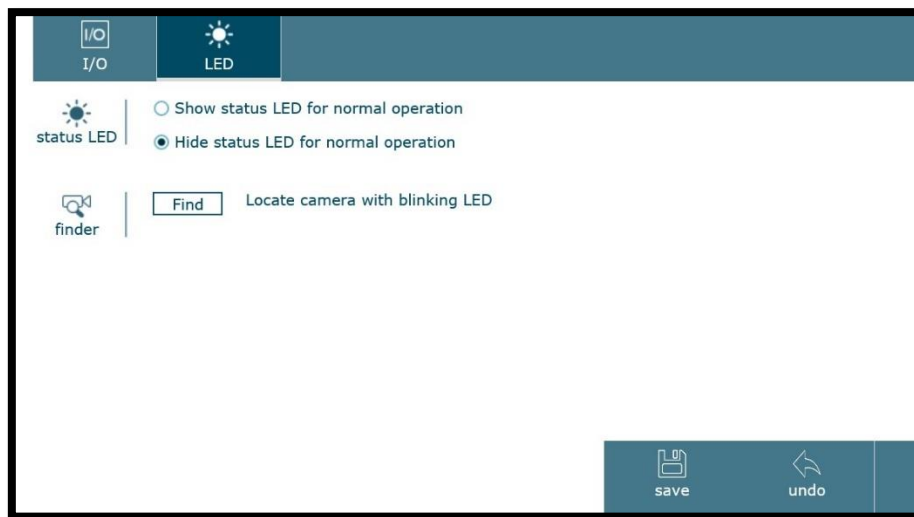 I/O
I/O
LED
status LED
Show status LED for normal operation
Hide status LED for normal operation
finder
Find
Locate camera with blinking LED
save
undo